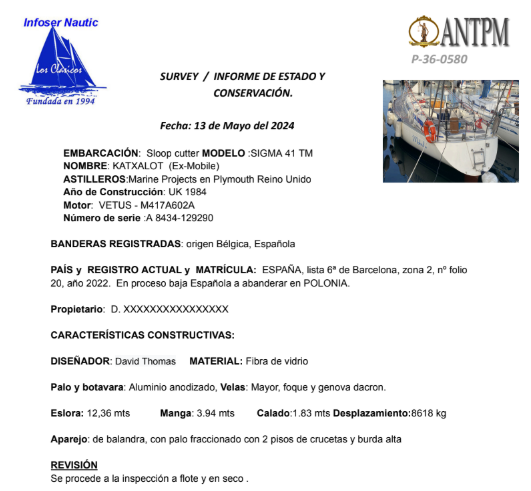 Infoser Nautic
Los Clásicos
Fundada en 1994
ANTPM
P-36-0580
SURVEY / INFORME DE ESTADO Y
CONSERVACIÓN.
Fecha: 13 de Mayo del 2024
EMBARCACIÓN: Sloop cutter MODELO :SIGMA 41 TM
NOMBRE: KATXALOT (Ex-Mobile)
ASTILLEROS:Marine Projects en Plymouth Reino Unido
Año de Construcción: UK 1984
Motor: VETUS - M417A602A
Número de serie :A 8434-129290
BANDERAS REGISTRADAS: origen Bélgica, Española
PAÍS y REGISTRO ACTUAL y MATRÍCULA: ESPAÑA, lista 6ª de Barcelona, zona 2, nº folio
20, año 2022. En proceso baja Española a abanderar en POLONIA.
Propietario: D. XXXXXXXXXXXXXXXX
CARACTERÍSTICAS CONSTRUCTIVAS:
DISEÑADOR: David Thomas MATERIAL: Fibra de vidrio
Palo y botavara: Aluminio anodizado, Velas: Mayor, foque y genova dacron.
Eslora: 12,36 mts Manga: 3.94 mts Calado:1.83 mts Desplazamiento:8618 kg
Aparejo: de balandra, con palo fraccionado con 2 pisos de crucetas y burda alta
REVISIÓN
Se procede a la inspección a flote y en seco .